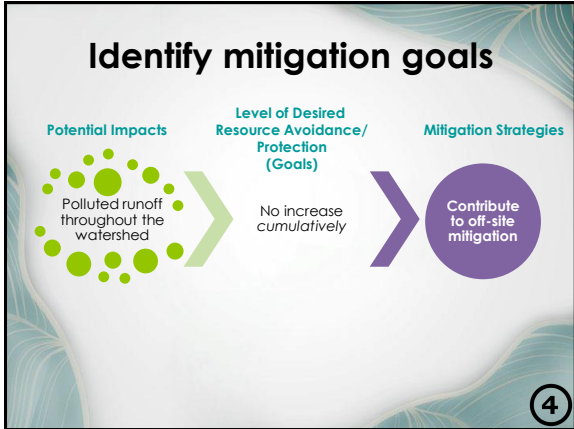 Identify mitigation goals
Potential Impacts
Polluted runoff
throughout the
watershed
Level of Desired
Resource Avoidance/
Protection
(Goals)
No increase
cumulatively
Mitigation Strategies
Contribute
to off-site
mitigation
4